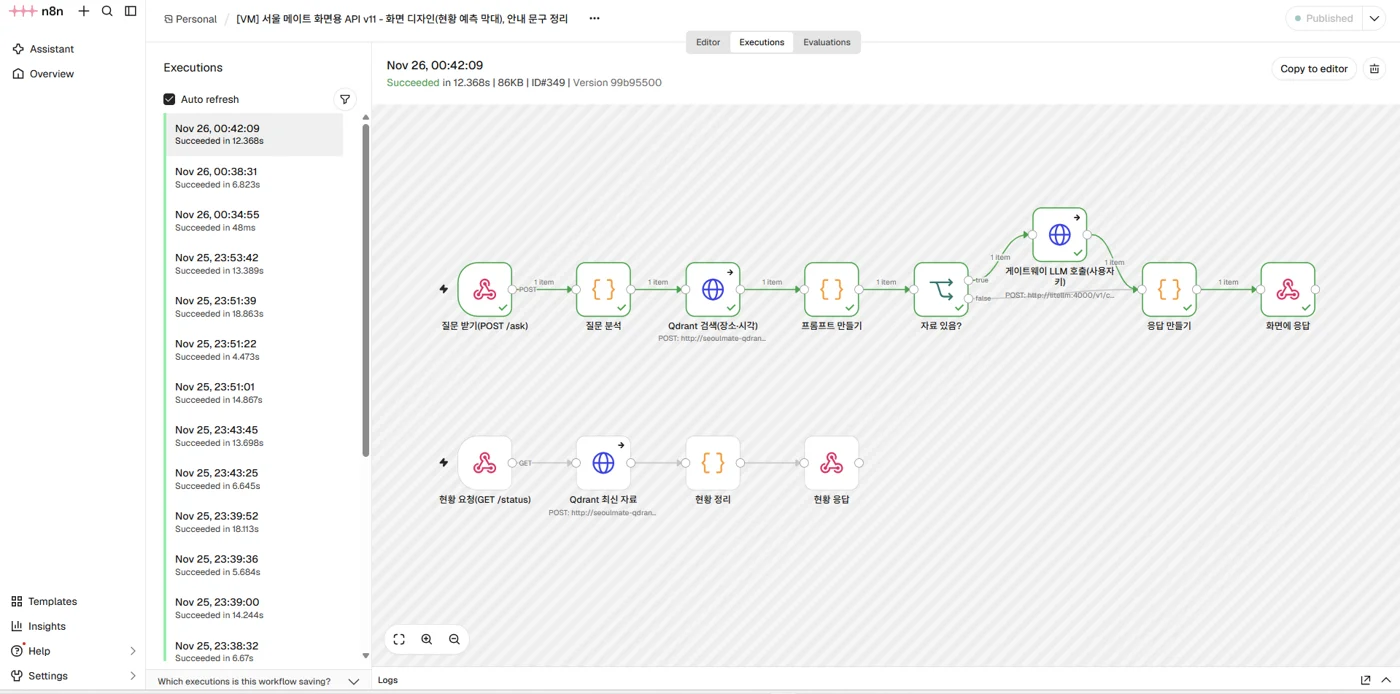 n8n
Personal / [VM] 서울 메이트 화면용 API v11 - 화면 디자인(현황 예측 막대), 안내 문구 정리 ...
Published
Assistant
Overview
Templates
Insights
Help
Settings
Editor
Executions
Evaluations
Executions
Auto refresh
Nov 26, 00:42:09
Succeeded in 12.368s
Nov 26, 00:38:31
Succeeded in 6.823s
Nov 26, 00:34:55
Succeeded in 48ms
Nov 25, 23:53:42
Succeeded in 13.389s
Nov 25, 23:51:39
Succeeded in 18.863s
Nov 25, 23:51:22
Succeeded in 4.473s
Nov 25, 23:51:01
Succeeded in 14.867s
Nov 25, 23:43:45
Succeeded in 13.698s
Nov 25, 23:43:25
Succeeded in 6.645s
Nov 25, 23:39:52
Succeeded in 18.113s
Nov 25, 23:39:36
Succeeded in 5.684s
Nov 25, 23:39:00
Succeeded in 14.244s
Nov 25, 23:38:32
Succeeded in 6.67s
Which executions is this workflow saving?
Nov 26, 00:42:09
Succeeded in 12.368s | 86KB | ID#349 | Version 99b95500
Copy to editor
POST
1 item
1 item
1 item
1 item
true
false
1 item
1 item
1 item
질문 받기(POST /ask)
질문 분석
Qdrant 검색(장소·시각)
POST: http://seoulmate-qdran...
프롬프트 만들기
자료 있음?
게이트웨이 LLM 호출(사용자
키)
POST: http://litellm:4000/v1/c...
응답 만들기
화면에 응답
GET
현황 요청(GET /status)
Qdrant 최신 자료
POST: http://seoulmate-qdran...
현황 정리
현황 응답
Logs